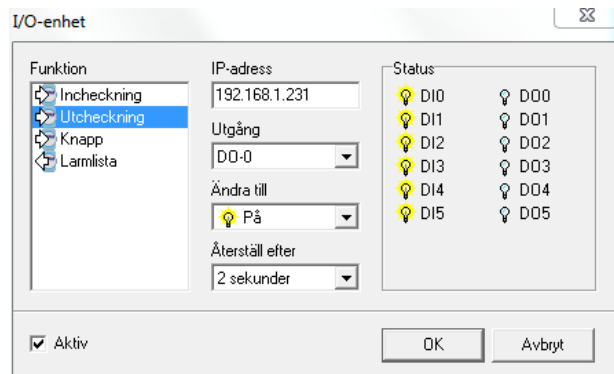 I/O-enhet
Funktion
Incheckning
Utcheckning
Knapp
Larmlista
IP-adress
192.168.1.231
Utgång
DO-0
Ändra till
På
Återställ efter
2 sekunder
Status
DI0 DO0
DI1 DO1
DI2 DO2
DI3 DO3
DI4 DO4
DI5 DO5
Aktiv
OK
Avbryt